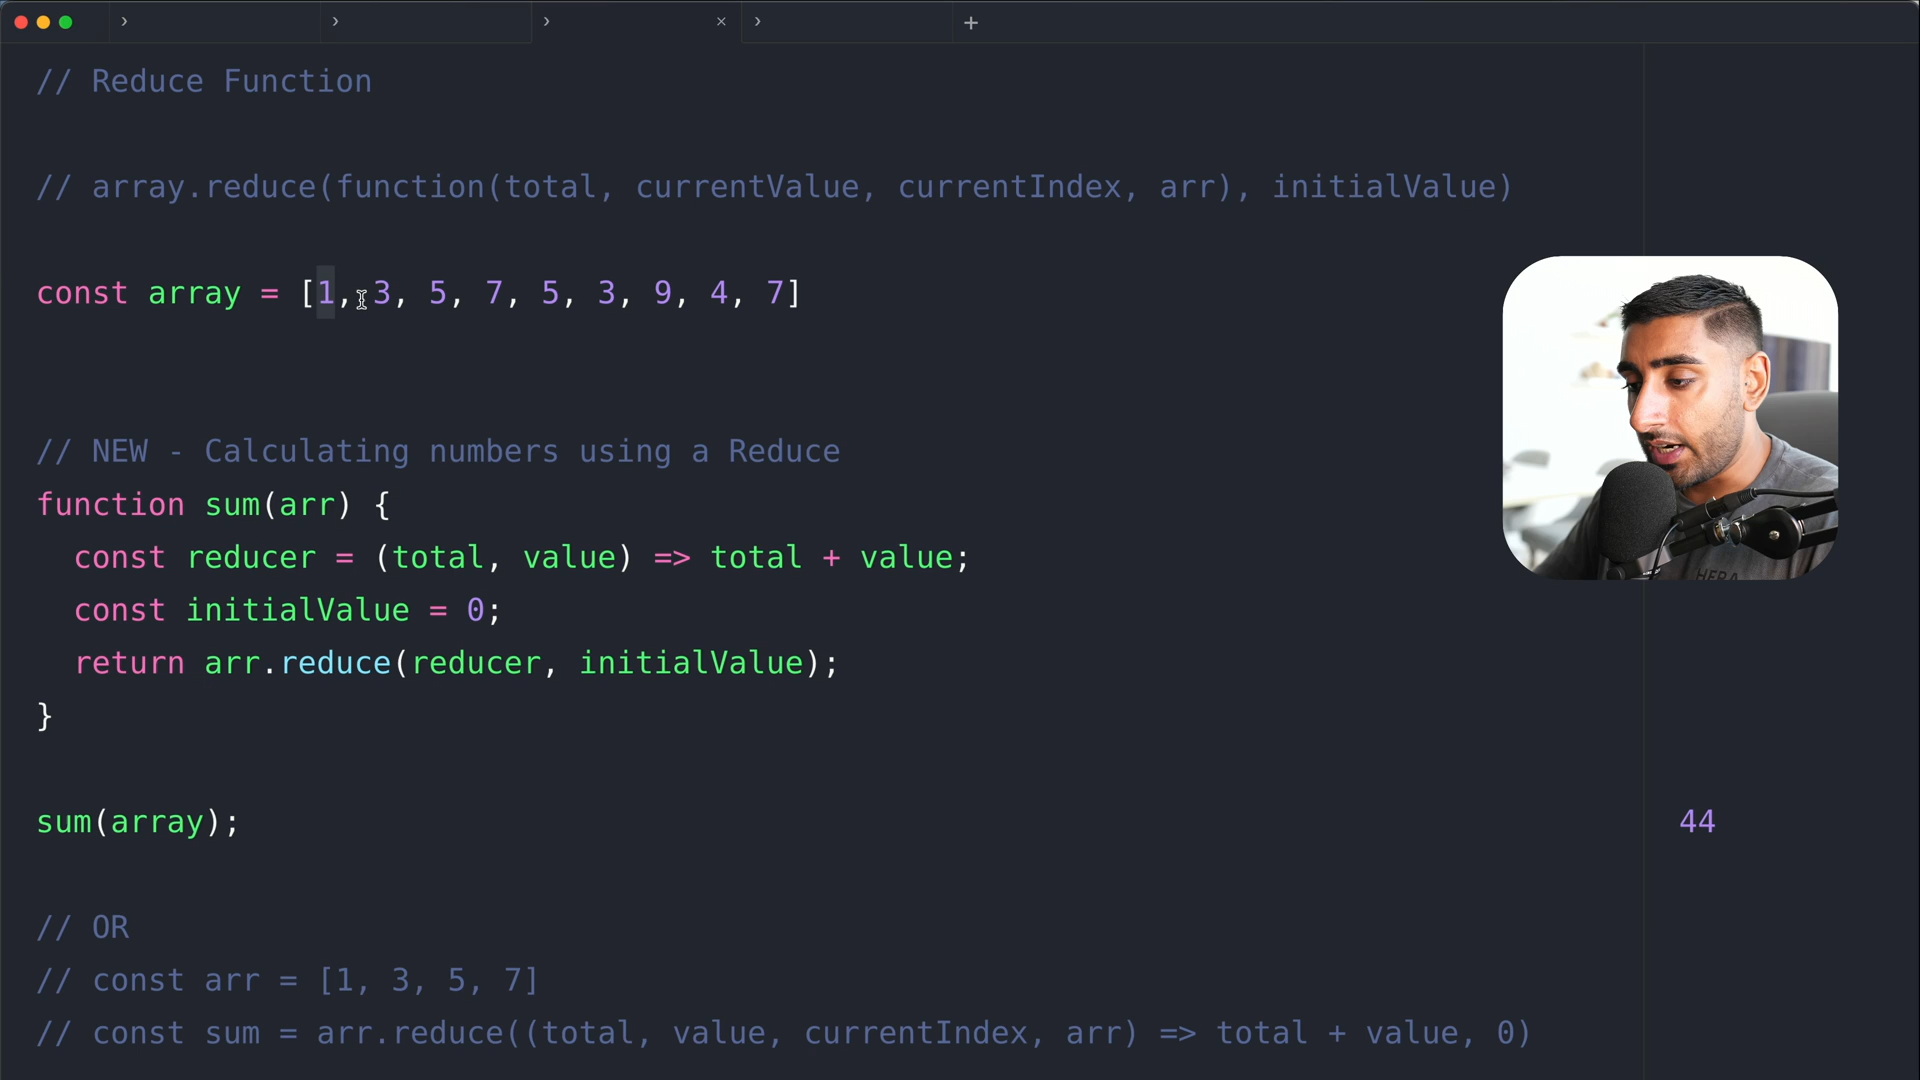 // Reduce Function
// array.reduce(function(total, currentValue, currentIndex, arr), initialValue)
const array = [1, 3, 5, 7, 5, 3, 9, 4, 7]
// NEW - Calculating numbers using a Reduce
function sum(arr) {
  const reducer = (total, value) => total + value;
  const initialValue = 0;
  return arr.reduce(reducer, initialValue);
}
sum(array);
44
// OR
// const arr = [1, 3, 5, 7]
// const sum = arr.reduce((total, value, currentIndex, arr) => total + value, 0)